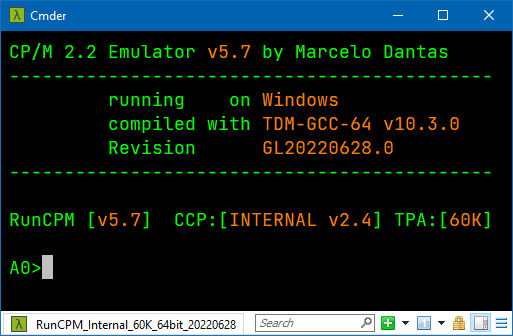 Cmder
CP/M 2.2 Emulator v5.7 by Marcelo Dantas
--------------------------------------------
running on Windows
compiled with TDM-GCC-64 v10.3.0
Revision GL20220628.0
--------------------------------------------
RunCPM [v5.7] CCP:[INTERNAL v2.4] TPA:[60K]
A0>
RunCPM_Internal_60K_64bit_20220628 Search